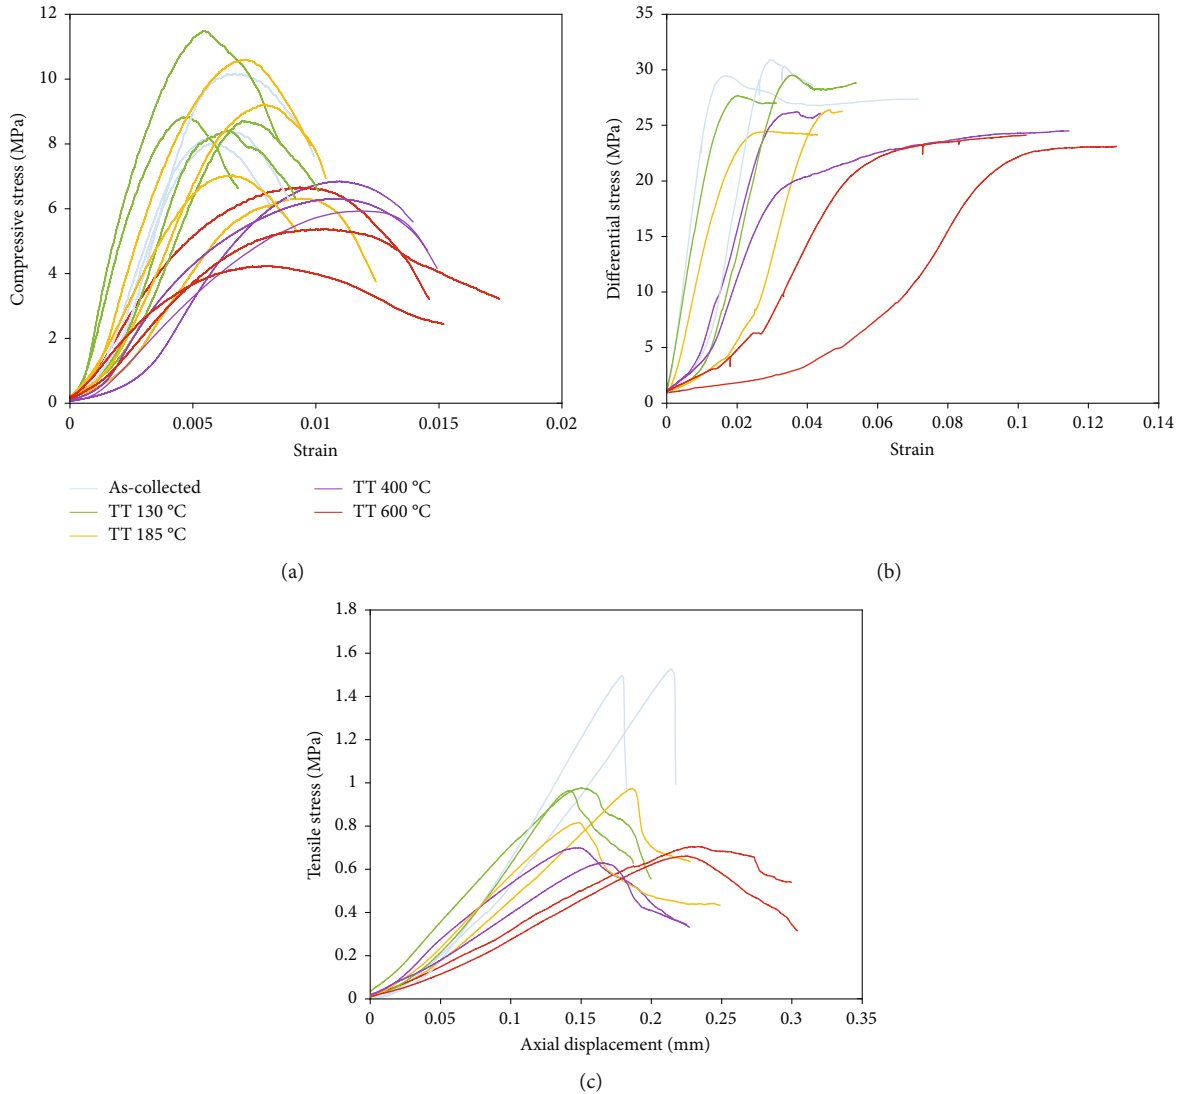 12
10
8
6
4
2
0
Compressive stress (MPa)
0 0.005 0.01 0.015 0.02
Strain
35
30
25
20
15
10
5
0
Differential stress (MPa)
0 0.02 0.04 0.06 0.08 0.1 0.12 0.14
Strain
As-collected
TT 130 °C
TT 185 °C
TT 400 °C
TT 600 °C
(a)
(b)
1.8
1.6
1.4
1.2
1
0.8
0.6
0.4
0.2
0
Tensile stress (MPa)
0 0.05 0.1 0.15 0.2 0.25 0.3 0.35
Axial displacement (mm)
(c)